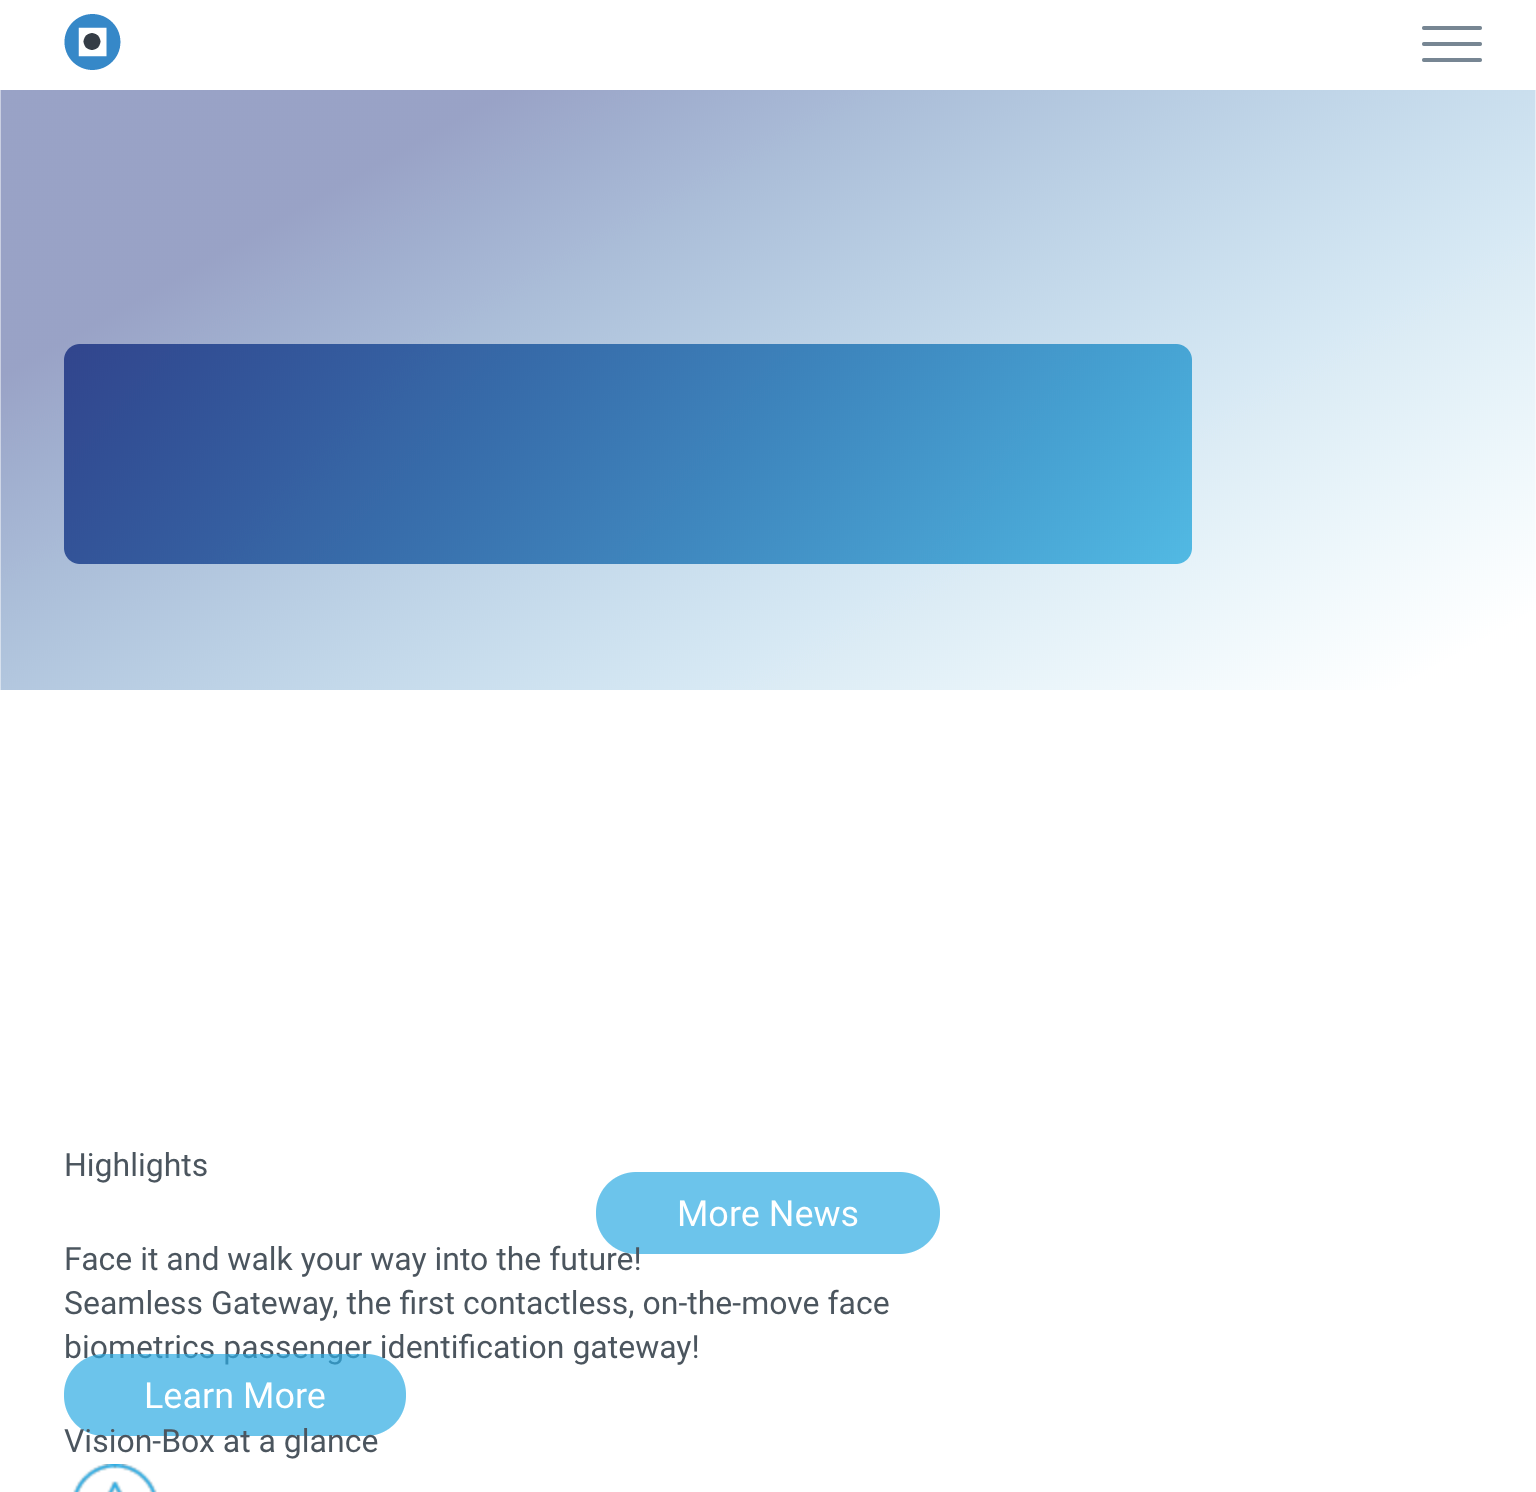 Highlights
More News
Face it and walk your way into the future!
Seamless Gateway, the first contactless, on-the-move face
biometrics passenger identification gateway!
Learn More
Vision-Box at a glance